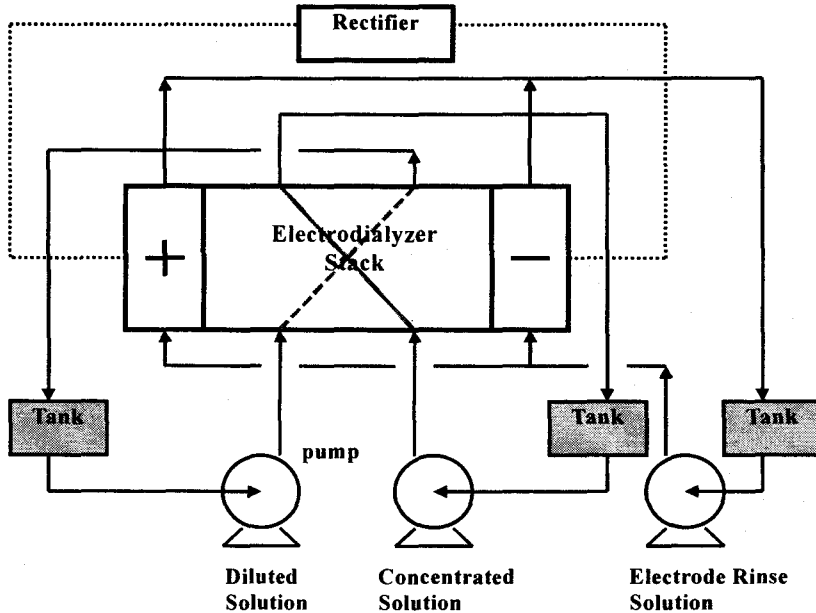 Rectifier
Electrodialyzer
Stack
+
−
Tank
Tank
Tank
pump
Diluted
Solution
Concentrated
Solution
Electrode Rinse
Solution